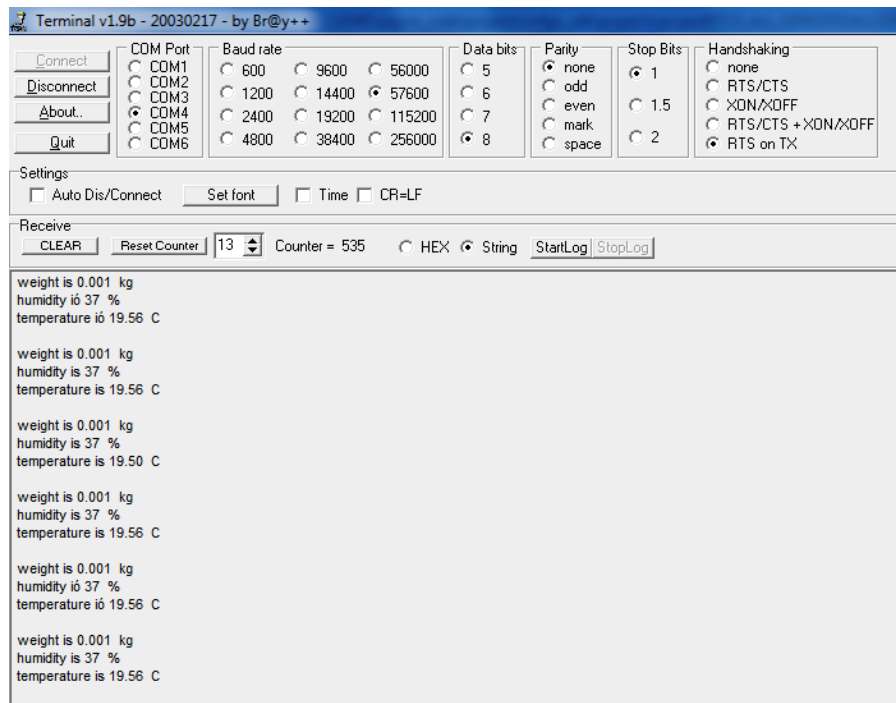 Terminal v1.9b - 20030217 - by Br@y++
Connect
Disconnect
About..
Quit
COM Port
COM1
COM2
COM3
COM4
COM5
COM6
Baud rate
600 9600 56000
1200 14400 57600
2400 19200 115200
4800 38400 256000
Data bits
5
6
7
8
Parity
none
odd
even
mark
space
Stop Bits
1
1.5
2
Handshaking
none
RTS/CTS
XON/XOFF
RTS/CTS + XON/XOFF
RTS on TX
Settings
Auto Dis/Connect Set font Time CR=LF
Receive
CLEAR Reset Counter 13 Counter = 535 HEX String StartLog StopLog
weight is 0.001 kg
humidity ió 37 %
temperature ió 19.56 C
weight is 0.001 kg
humidity is 37 %
temperature is 19.56 C
weight is 0.001 kg
humidity is 37 %
temperature is 19.50 C
weight is 0.001 kg
humidity is 37 %
temperature is 19.56 C
weight is 0.001 kg
humidity ió 37 %
temperature ió 19.56 C
weight is 0.001 kg
humidity is 37 %
temperature is 19.56 C